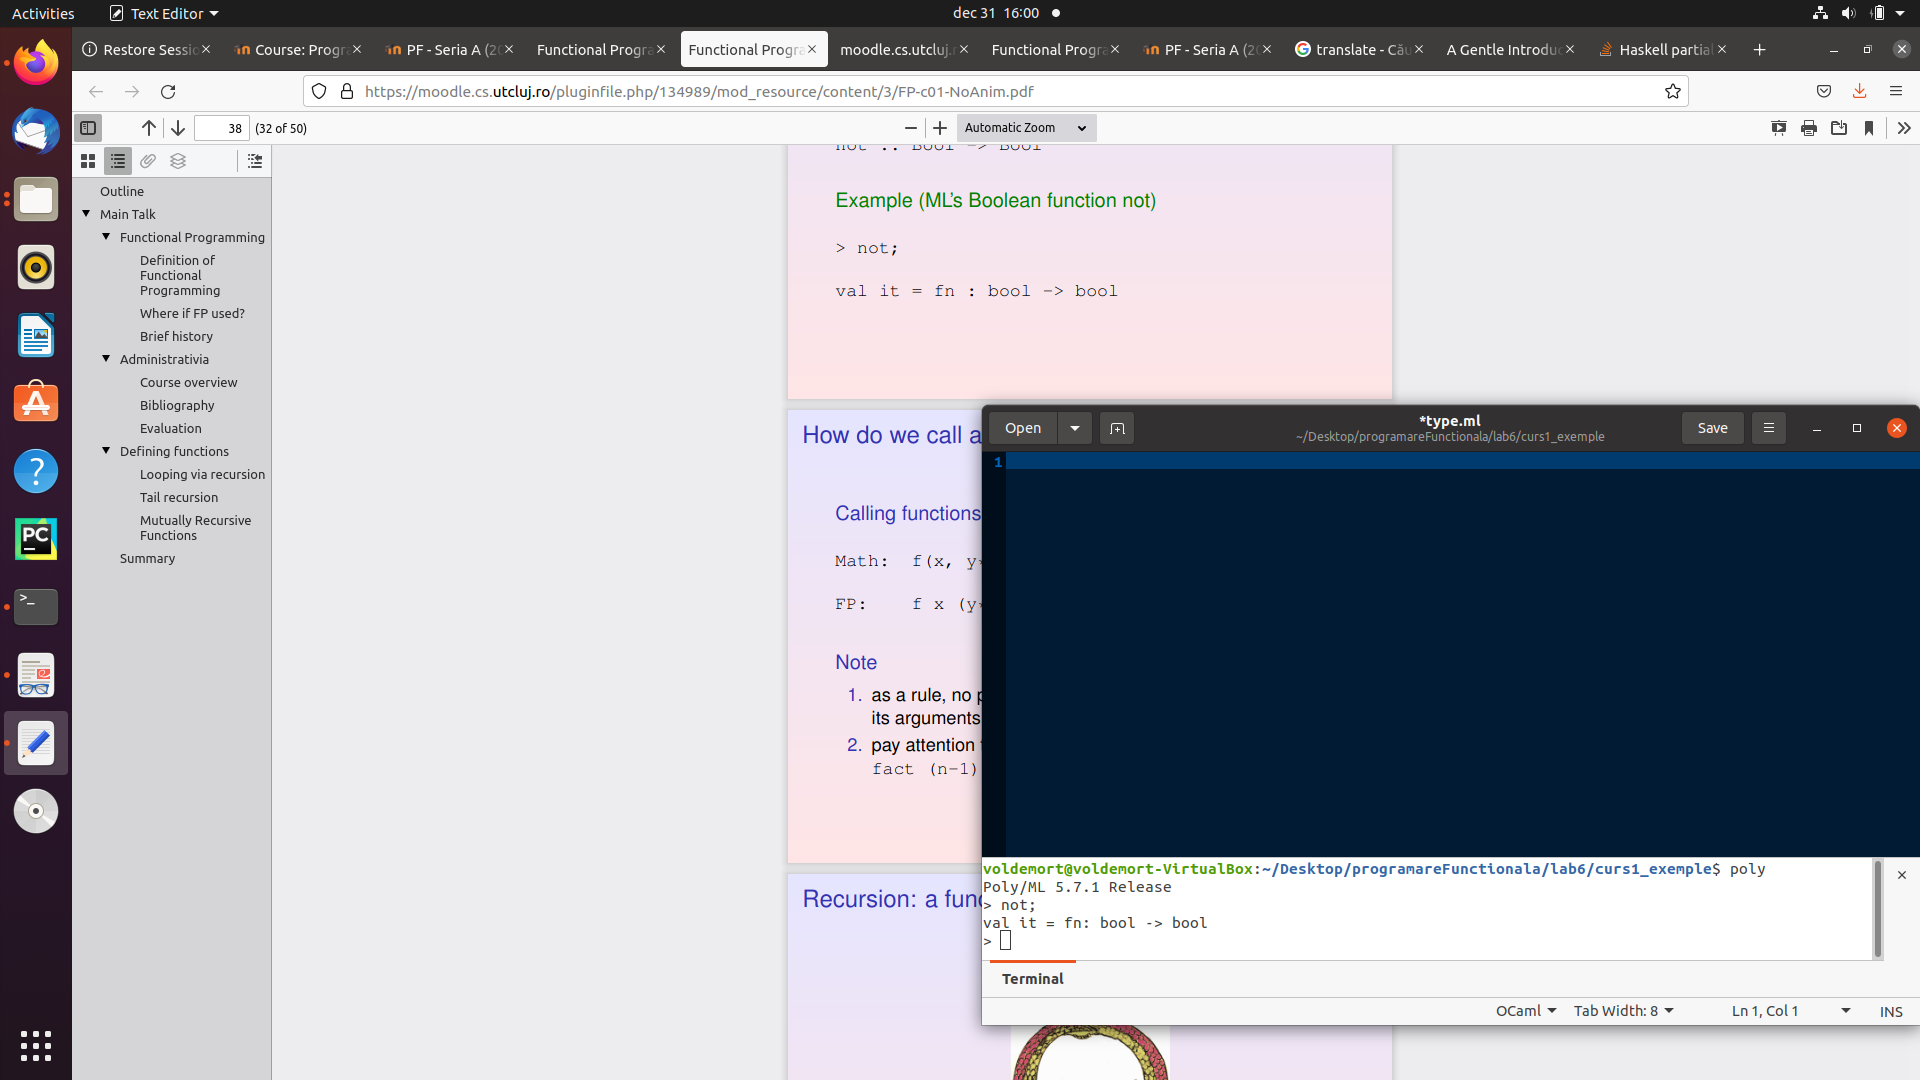 Activities
Text Editor
dec 31 16:00
Restore Sessio
Course: Progr
PF - Seria A (20
Functional Progra
Functional Progra
moodle.cs.utcluj.r
Functional Progra
PF - Seria A (20
translate - Cău
A Gentle Introduc
Haskell partial
https://moodle.cs.utcluj.ro/pluginfile.php/134989/mod_resource/content/3/FP-c01-NoAnim.pdf
38 (32 of 50)
Automatic Zoom
Outline
Main Talk
Functional Programming
Definition of
Functional
Programming
Where if FP used?
Brief history
Administrativia
Course overview
Bibliography
Evaluation
Defining functions
Looping via recursion
Tail recursion
Mutually Recursive
Functions
Summary
not :: Bool -> Bool
Example (ML's Boolean function not)
> not;
val it = fn : bool -> bool
How do we call a
Calling functions
Math: f(x, y*
FP: f x (y*
Note
1. as a rule, no p
its arguments
2. pay attention
fact (n-1)
Recursion: a fun
Open
*type.ml
~/Desktop/programareFunctionala/lab6/curs1_exemple
Save
1
voldemort@voldemort-VirtualBox:~/Desktop/programareFunctionala/lab6/curs1_exemple$ poly
Poly/ML 5.7.1 Release
> not;
val it = fn: bool -> bool
>
Terminal
OCaml
Tab Width: 8
Ln 1, Col 1
INS